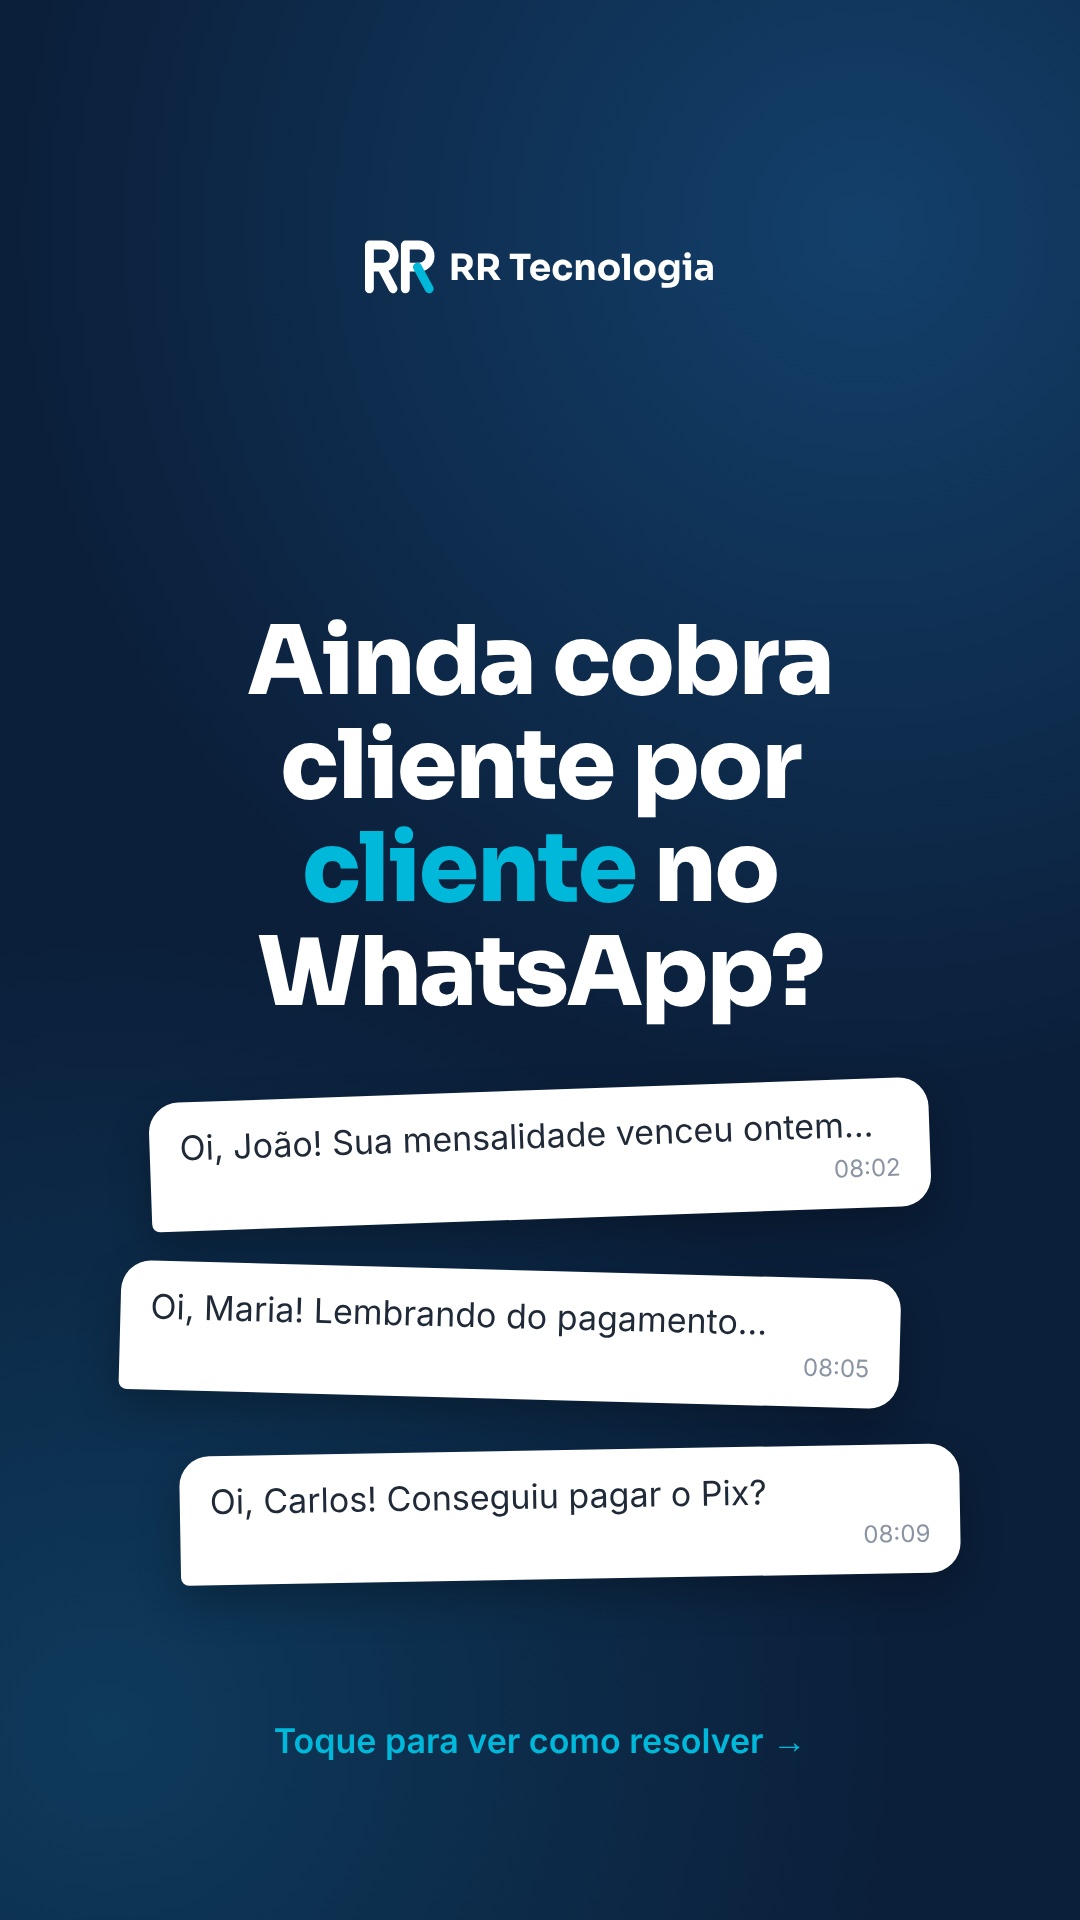 RR RR Tecnologia
Ainda cobra
cliente por
cliente no
WhatsApp?
Oi, João! Sua mensalidade venceu ontem...
08:02
Oi, Maria! Lembrando do pagamento...
08:05
Oi, Carlos! Conseguiu pagar o Pix?
08:09
Toque para ver como resolver →